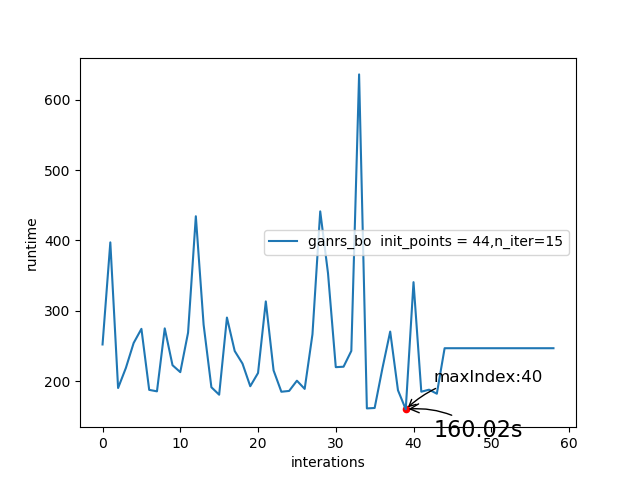 600
500
400
300
200
runtime
ganrs_bo  init_points = 44,n_iter=15
maxIndex:40
160.02s
0 10 20 30 40 50 60
interations